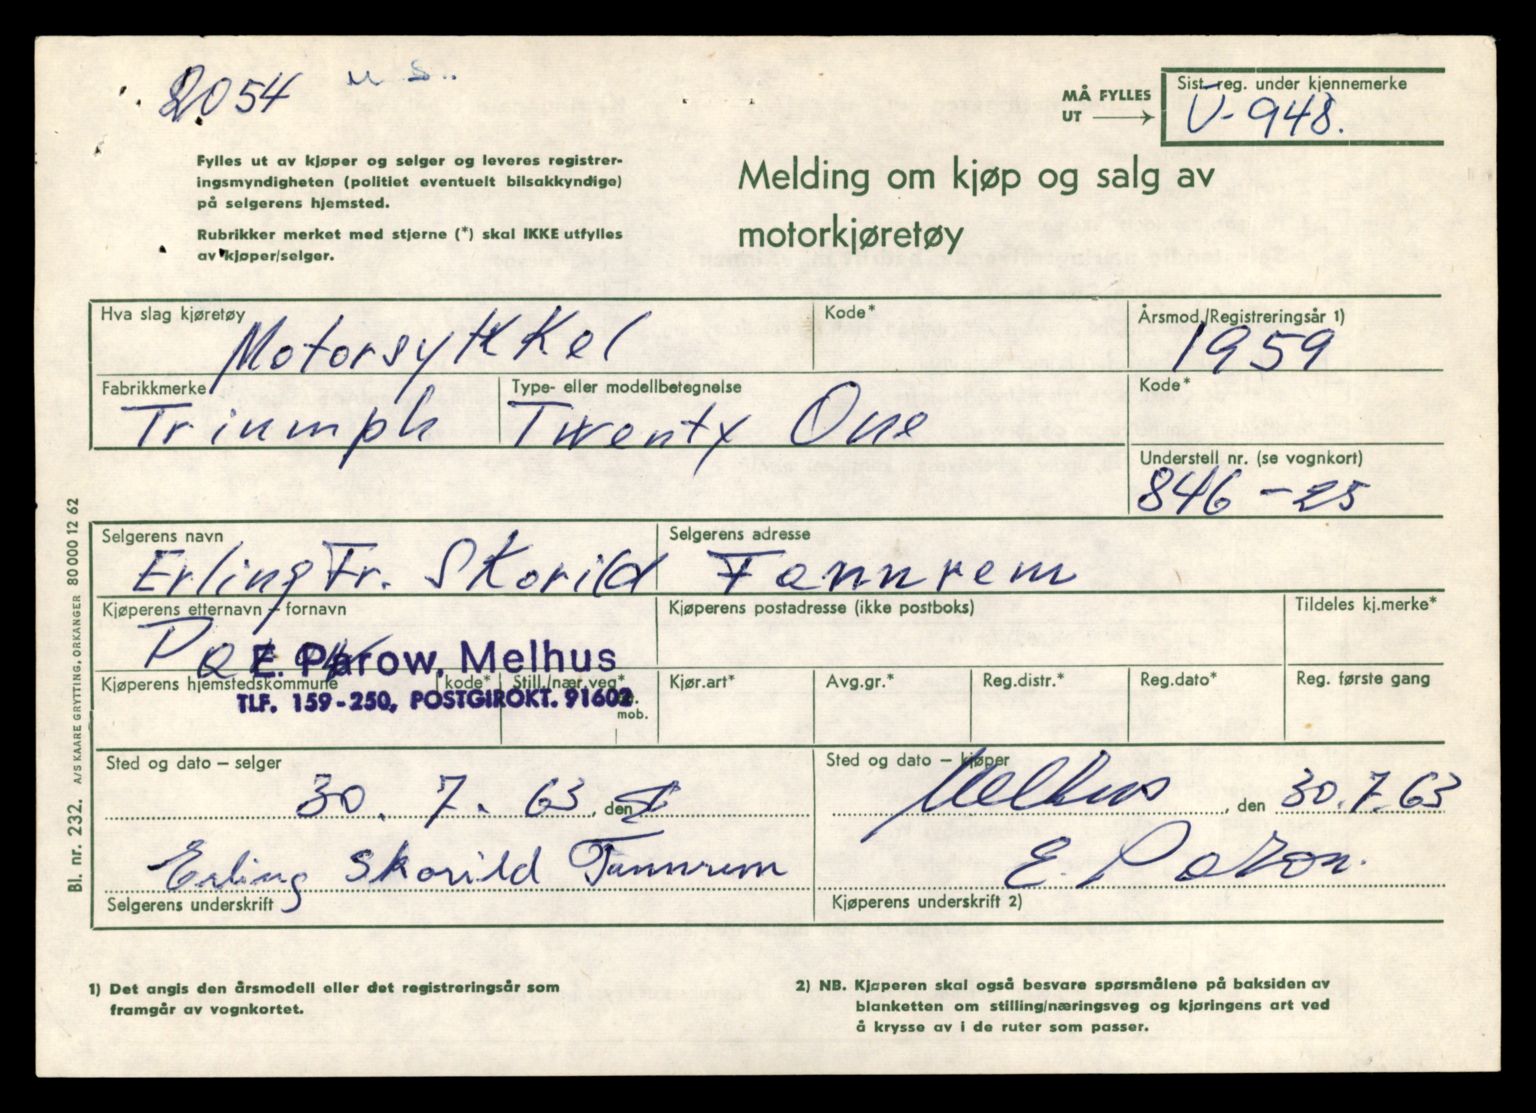 2054
MÅ FYLLES
UT
Sist. reg. under kjennemerke
U-948.
Fylles ut av kjøper og selger og leveres registrer-
ingsmyndigheten (politiet eventuelt bilsakkyndige)
på selgerens hjemsted.
Rubrikker merket med stjerne (*) skal IKKE utfylles
av kjøper/selger.
Melding om kjøp og salg av
motorkjøretøy
Hva slag kjøretøy
Motorsykkel
Kode*
Årsmod./Registreringsår 1)
1959
Fabrikkmerke
Triumph
Type- eller modellbetegnelse
Twenty One
Kode*
Understell nr. (se vognkort)
846-25
Selgerens navn
Erling Fr. Skorild
Selgerens adresse
Fannrem
Kjøperens etternavn - fornavn
E. Parow, Melhus
TLF. 159-250, POSTGIROKT. 91602
Kjøperens postadresse (ikke postboks)
Tildeles kj.merke*
Kjøperens hjemstedskommune
kode*
Still./nær.veg*
mob.
Kjør.art*
Avg.gr.*
Reg.distr.*
Reg.dato*
Reg. første gang
Sted og dato – selger
30. 7. 63, den
Sted og dato – kjøper
Melhus, den 30.7.63
Erling Skorild Fannrem
Selgerens underskrift
E. Parow.
Kjøperens underskrift 2)
1) Det angis den årsmodell eller det registreringsår som
framgår av vognkortet.
2) NB. Kjøperen skal også besvare spørsmålene på baksiden av
blanketten om stilling/næringsveg og kjøringens art ved
å krysse av i de ruter som passer.
Bl. nr. 232. A/S KAARE GRYTTING, ORKANGER 80 000 12 62